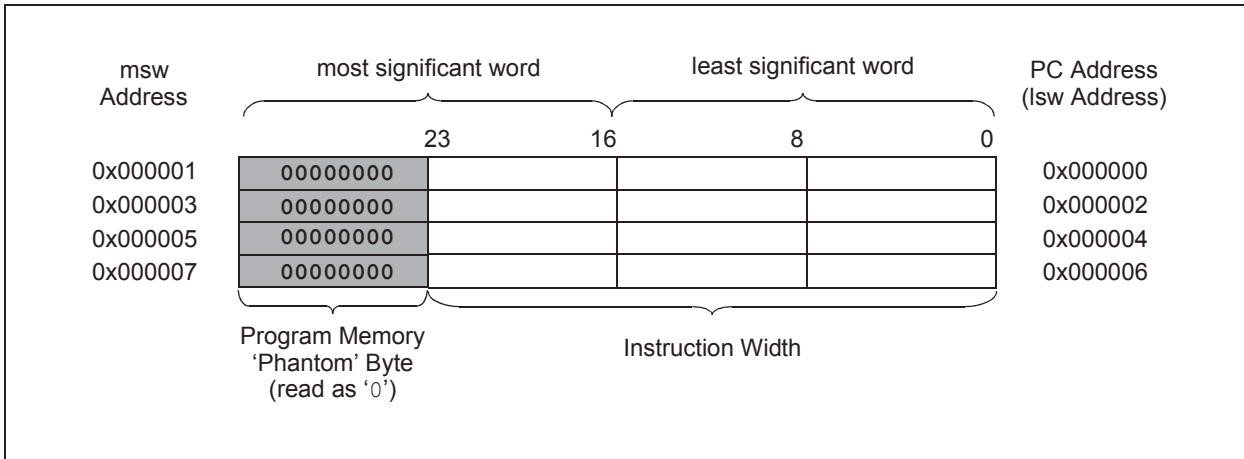 msw
Address
most significant word
least significant word
PC Address
(lsw Address)
23
16
8
0
0x000001
00000000
0x000000
0x000003
00000000
0x000002
0x000005
00000000
0x000004
0x000007
00000000
0x000006
Program Memory
‘Phantom’ Byte
(read as ‘0’)
Instruction Width